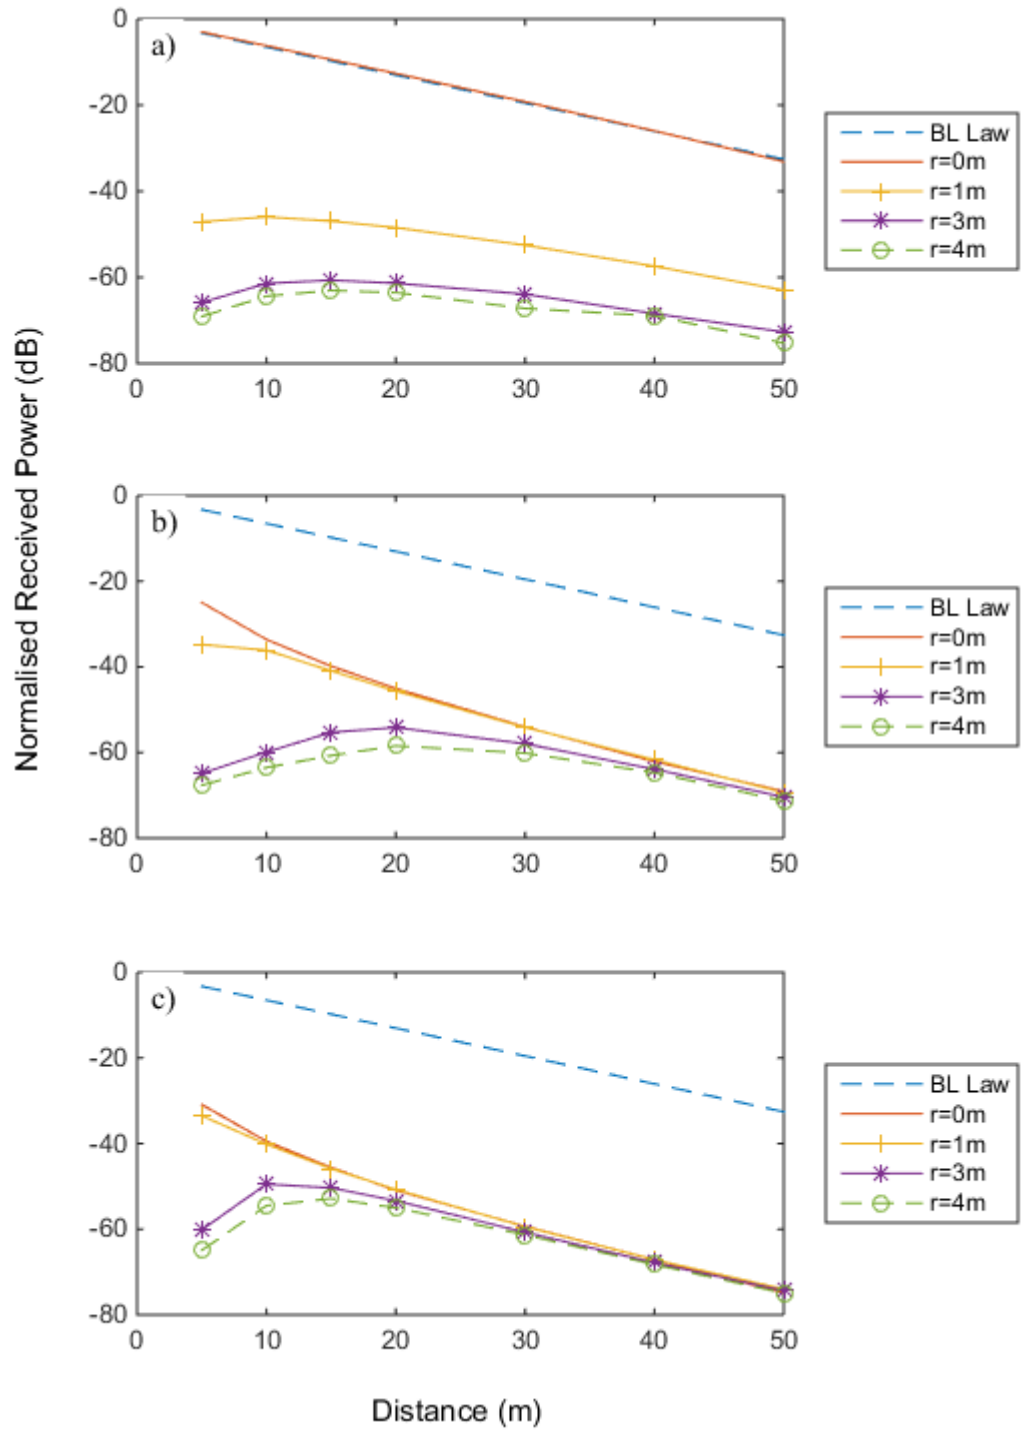 Normalised Received Power (dB)
a)
0
-20
-40
-60
-80
0 10 20 30 40 50
BL Law
r=0m
r=1m
r=3m
r=4m
b)
0
-20
-40
-60
-80
0 10 20 30 40 50
BL Law
r=0m
r=1m
r=3m
r=4m
c)
0
-20
-40
-60
-80
0 10 20 30 40 50
BL Law
r=0m
r=1m
r=3m
r=4m
Distance (m)